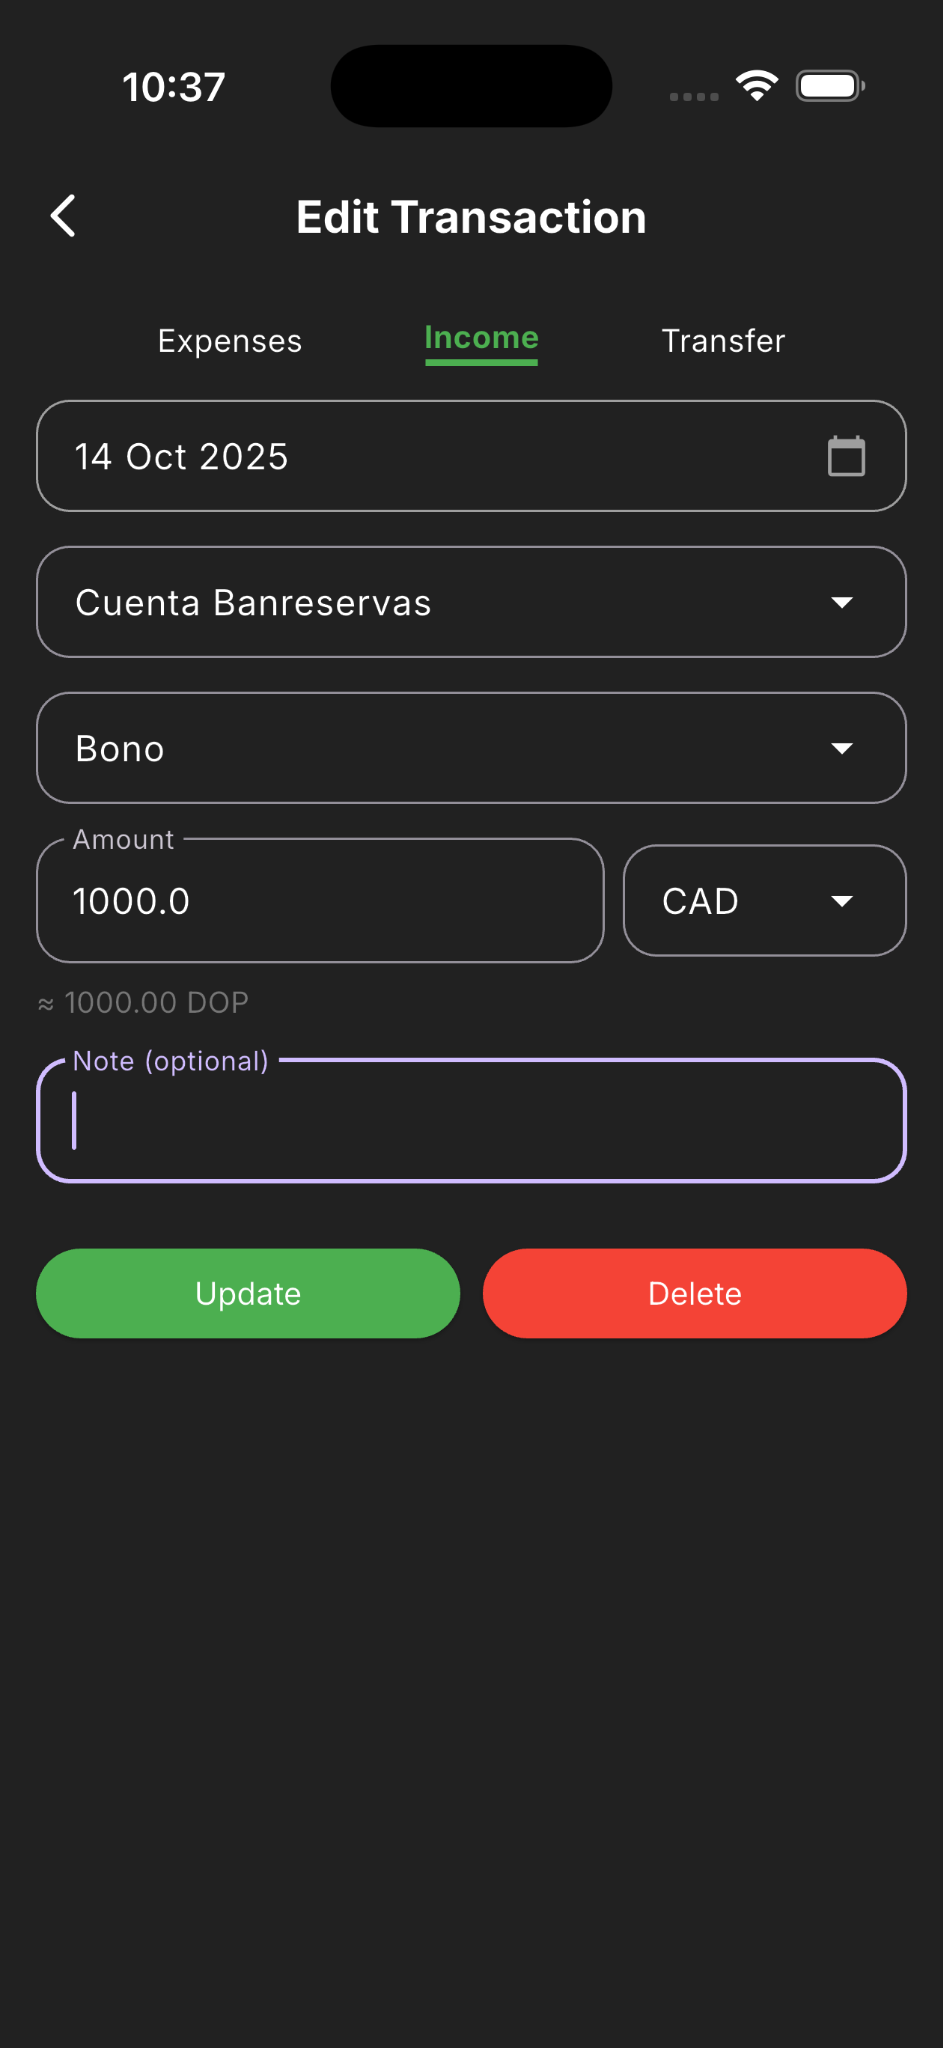 10:37
Edit Transaction
Expenses Income Transfer
14 Oct 2025
Cuenta Banreservas
Bono
Amount
1000.0 CAD
≈ 1000.00 DOP
Note (optional)
Update Delete